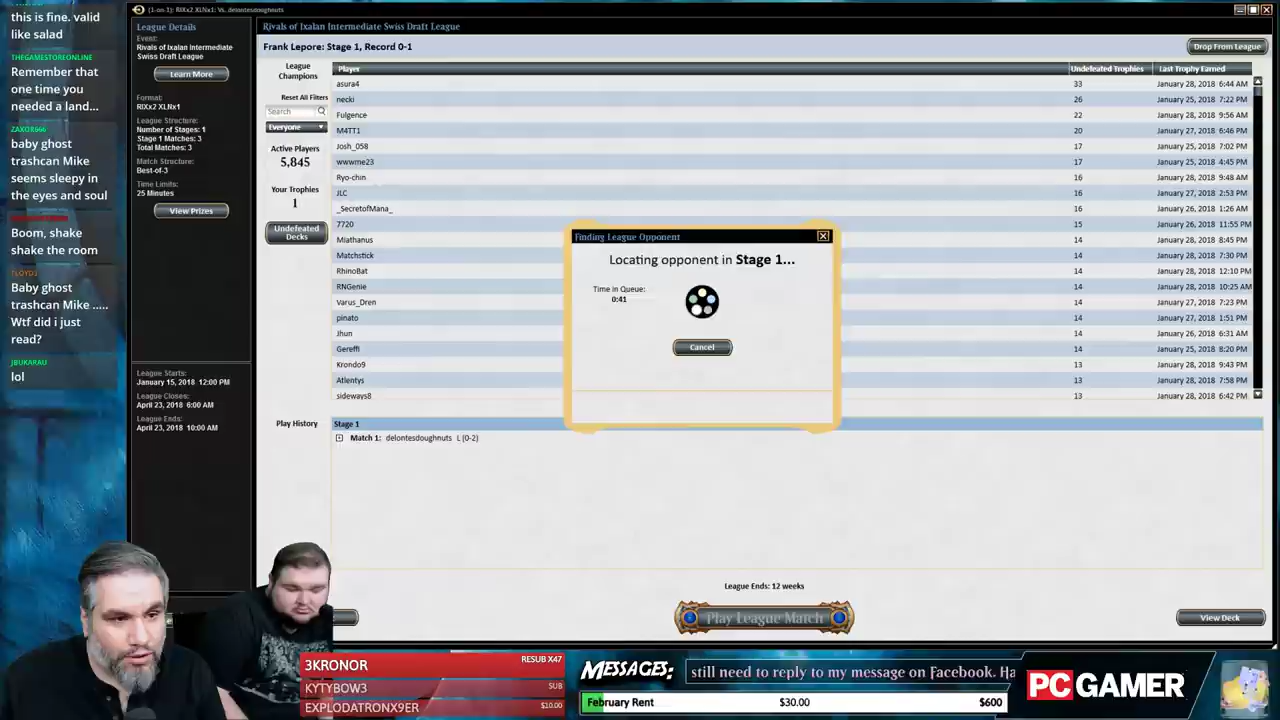 this is fine. valid
like salad
THEGAMESTOREONLINE
Remember that
one time you
needed a land...
ZAXOR666
baby ghost
trashcan Mike
seems sleepy in
the eyes and soul
Boom, shake
shake the room
Baby ghost
trashcan Mike .....
Wtf did i just
read?
JBUKARAU
lol
(1-on-1): RIXx2 XLNx1: Vs. delontesdoughnuts
League Details
Event:
Rivals of Ixalan Intermediate
Swiss Draft League
Learn More
Format:
RIXx2 XLNx1
League Structure:
Number of Stages: 1
Stage 1 Matches: 3
Total Matches: 3
Match Structure:
Best-of-3
Time Limits:
25 Minutes
View Prizes
League Starts:
January 15, 2018 12:00 PM
League Closes:
April 23, 2018 6:00 AM
League Ends:
April 23, 2018 10:00 AM
Rivals of Ixalan Intermediate Swiss Draft League
Frank Lepore: Stage 1, Record 0-1
Drop From League
League
Champions
Reset All Filters
Search
Everyone
Active Players
5,845
Your Trophies
1
Undefeated
Decks
Player Undefeated Trophies Last Trophy Earned
asura4 33 January 28, 2018 6:44 AM
necki 26 January 25, 2018 7:22 PM
Fulgence 22 January 28, 2018 9:56 AM
M4TT1 20 January 27, 2018 6:46 PM
Josh_058 17 January 25, 2018 7:02 PM
wwwme23 17 January 25, 2018 4:45 PM
Ryo-chin 16 January 28, 2018 9:48 AM
JLC 16 January 27, 2018 2:53 PM
_SecretofMana_ 16 January 26, 2018 1:26 AM
7720 15 January 26, 2018 11:55 PM
Miathanus 14 January 28, 2018 8:45 PM
Matchstick 14 January 28, 2018 7:30 PM
RhinoBat 14 January 28, 2018 12:10 PM
RNGenie 14 January 28, 2018 10:25 AM
Varus_Dren 14 January 27, 2018 7:23 PM
pinato 14 January 27, 2018 1:51 PM
Jhun 14 January 26, 2018 6:31 AM
Gereffi 14 January 25, 2018 8:20 PM
Krondo9 13 January 28, 2018 9:43 PM
Atlentys 13 January 28, 2018 7:58 PM
sideways8 13 January 28, 2018 6:42 PM
Finding League Opponent
Locating opponent in Stage 1...
Time in Queue:
0:41
Cancel
Play History
Stage 1
Match 1: delontesdoughnuts L (0-2)
League Ends: 12 weeks
Play League Match
View Deck
3KRONOR RESUB X47
KYTYBOW3 SUB
EXPLODATRONX9ER $10.00
MESSAGES: still need to reply to my message on Facebook. Ha
February Rent $30.00 $600
PC GAMER